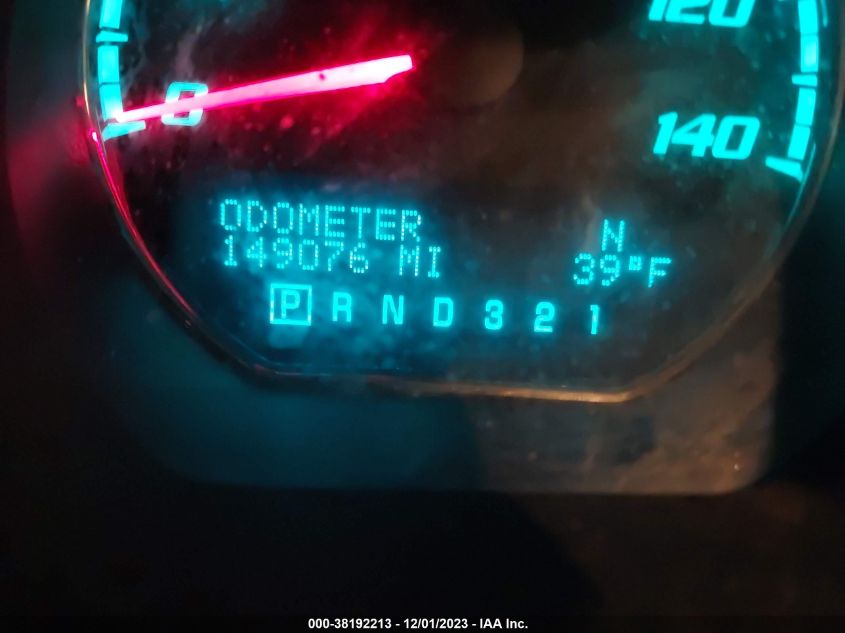 120
0
140
ODOMETER N
149076 MI 39°F
P R N D 3 2 1
000-38192213 - 12/01/2023 - IAA Inc.